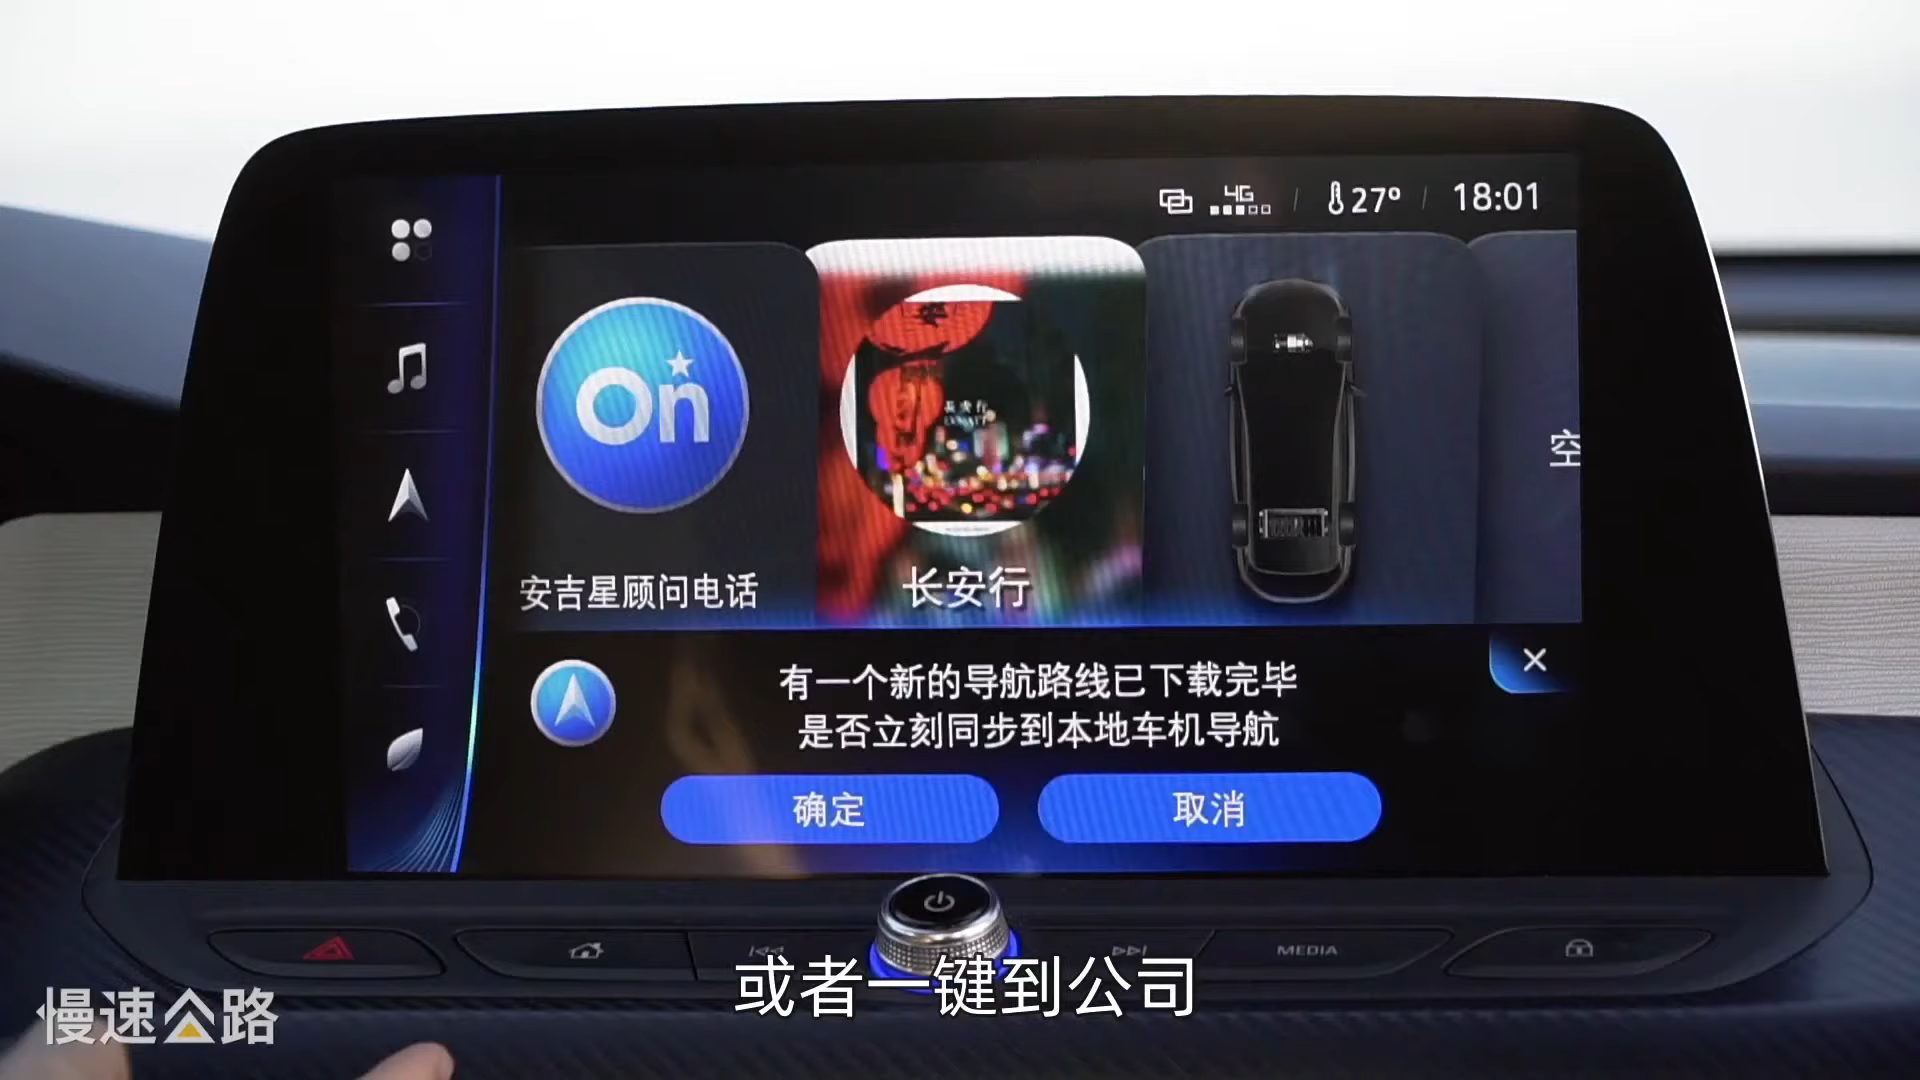 4G
27°
18:01
On
安吉星顾问电话
长安行
空
有一个新的导航路线已下载完毕
是否立刻同步到本地车机导航
确定
取消
MEDIA
或者一键到公司
慢速公路